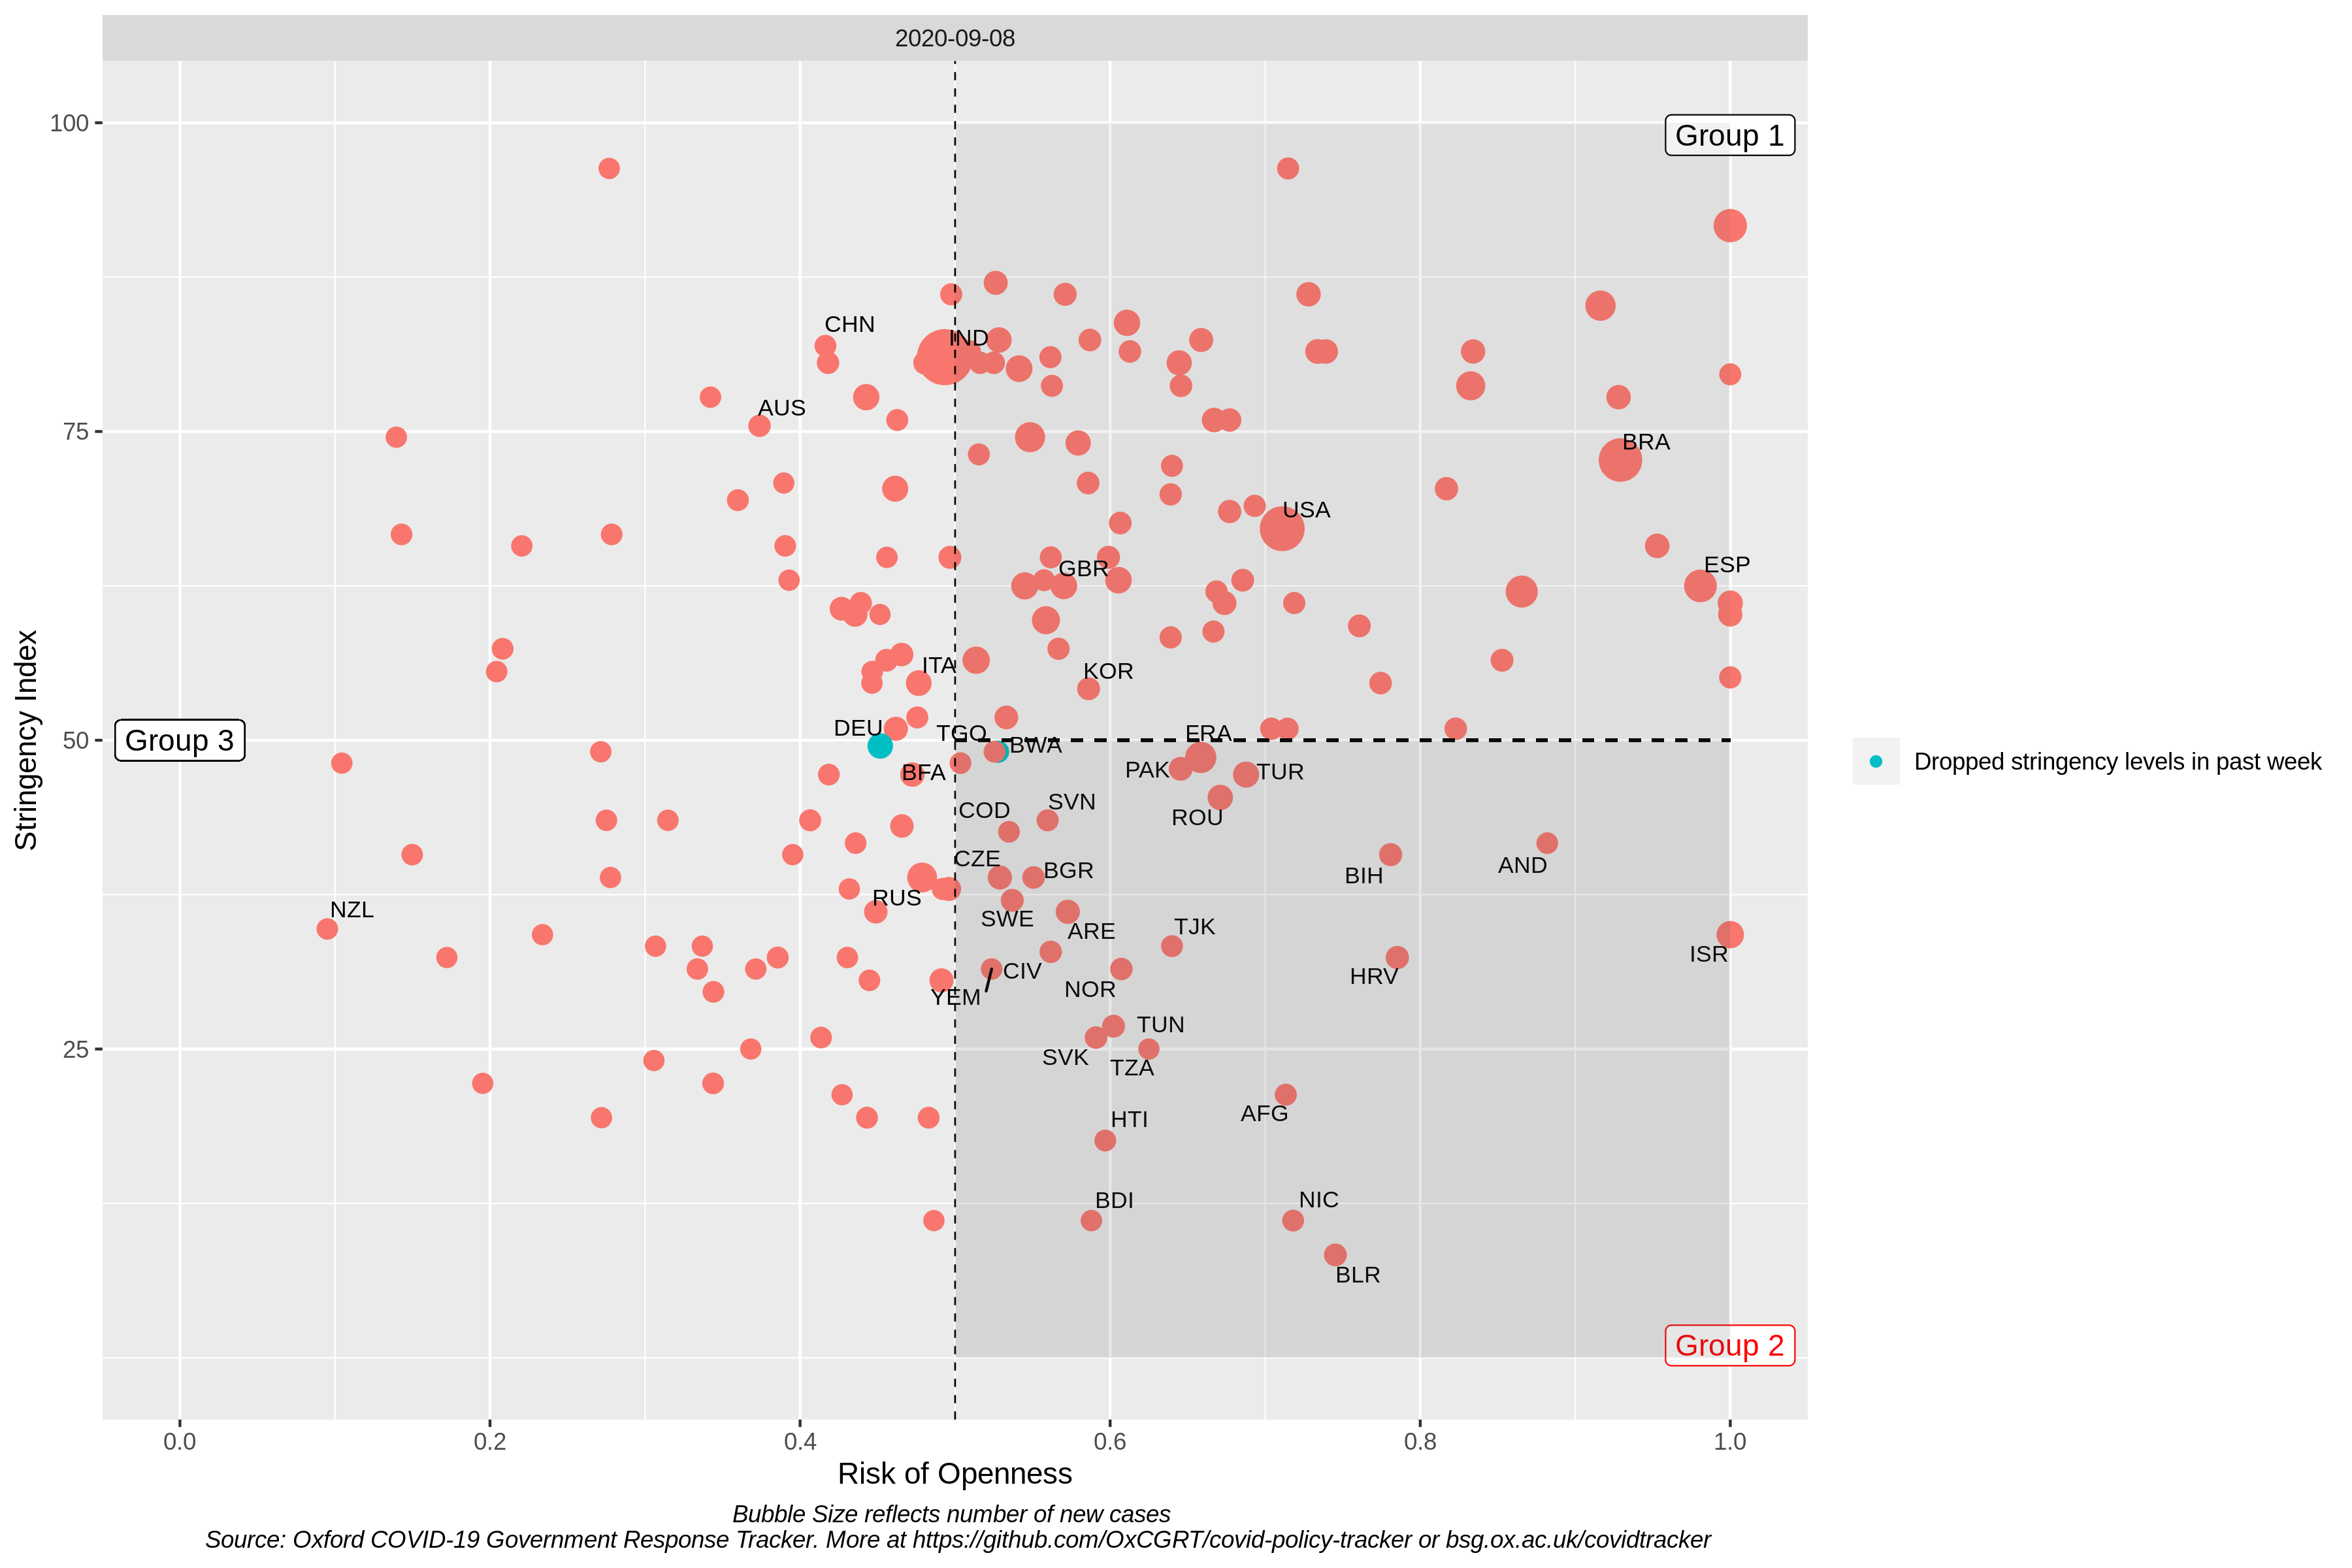 2020-09-08
100
Group 1
CHN
IND
AUS
75
BRA
USA
GBR
ESP
ITA
KOR
Stringency Index
DEU
TGO
FRA
BWA
Group 3
50
BFA
PAK
TUR
Dropped stringency levels in past week
COD
SVN
ROU
CZE
BGR
BIH
AND
RUS
NZL
SWE
ARE
TJK
ISR
CIV
HRV
YEM
NOR
25
TUN
SVK
TZA
AFG
HTI
BDI
NIC
BLR
Group 2
0.0 0.2 0.4 0.6 0.8 1.0
Risk of Openness
Bubble Size reflects number of new cases
Source: Oxford COVID-19 Government Response Tracker. More at https://github.com/OxCGRT/covid-policy-tracker or bsg.ox.ac.uk/covidtracker